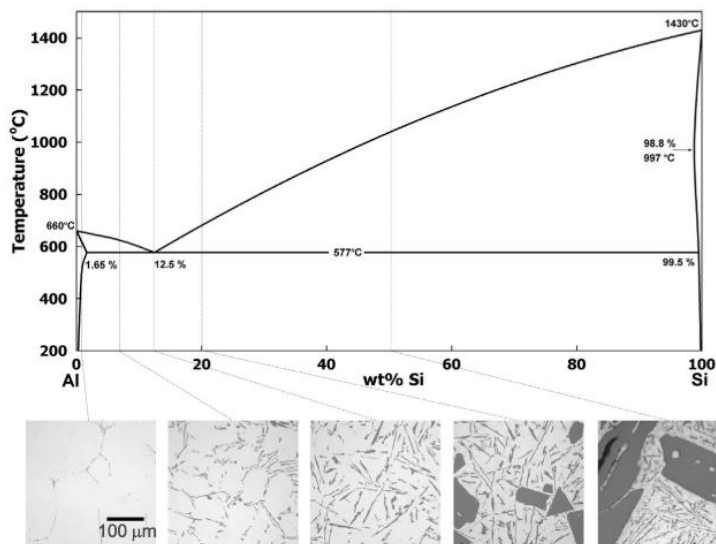 1400
1200
1000
800
600
400
200
Temperature (°C)
1430°C
98.8 %
997 °C
660°C
577°C
1.65 %
12.5 %
99.5 %
0
20
40
60
80
100
Al
wt% Si
Si
100 µm